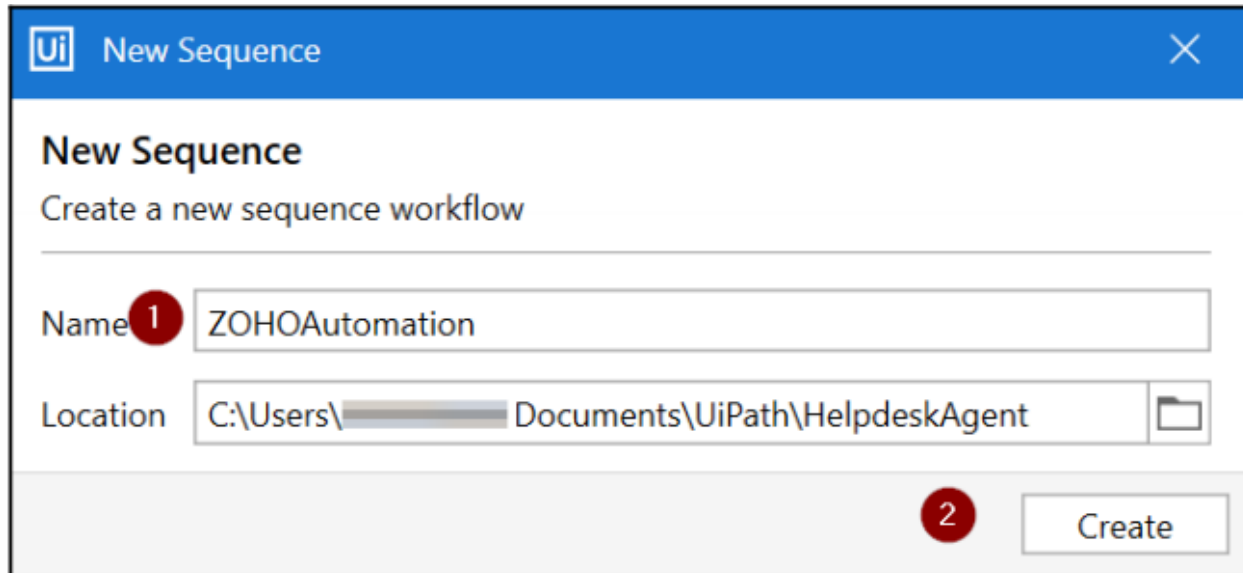 Ui New Sequence
New Sequence
Create a new sequence workflow
Name 1 ZOHOAutomation
Location C:\Users\ Documents\UiPath\HelpdeskAgent
2 Create